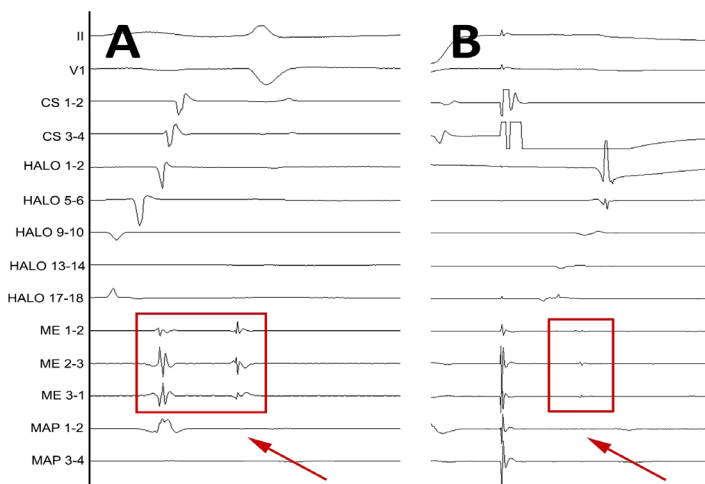 A
B
II
V1
CS 1-2
CS 3-4
HALO 1-2
HALO 5-6
HALO 9-10
HALO 13-14
HALO 17-18
ME 1-2
ME 2-3
ME 3-1
MAP 1-2
MAP 3-4